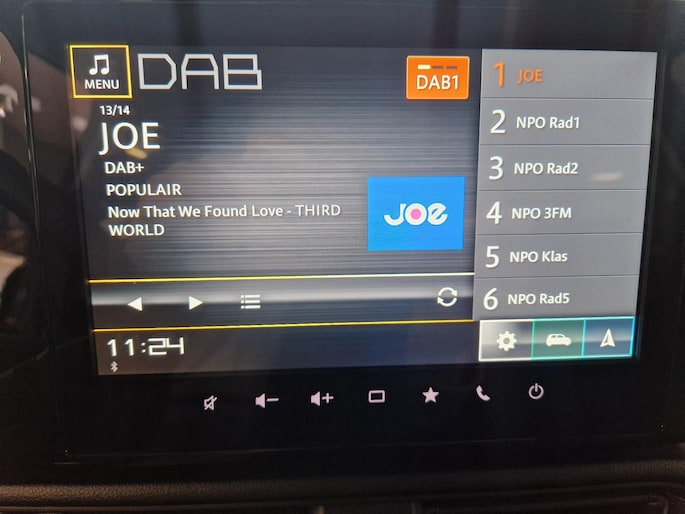 MENU
DAB
DAB1
13/14
JOE
DAB+
POPULAIR
Now That We Found Love - THIRD
WORLD
JOE
11:24
1 JOE
2 NPO Rad1
3 NPO Rad2
4 NPO 3FM
5 NPO Klas
6 NPO Rad5